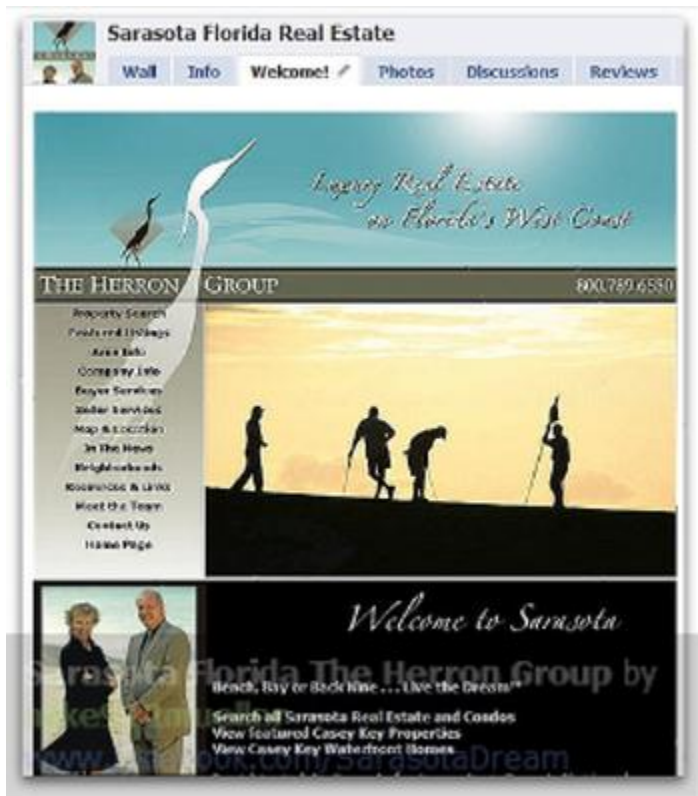 Sarasota Florida Real Estate
Wall Info Welcome! Photos Discussions Reviews
Luxury Real Estate
on Florida's West Coast
THE HERRON GROUP 800.789.6550
Property Search
Featured Listings
Area Info
Company Info
Buyer Services
Seller Services
Map & Location
In The News
Neighborhoods
Resources & Links
Meet the Team
Contact Us
Home Page
Welcome to Sarasota
Sarasota Florida The Herron Group by
Beach, Bay or Back Nine . . . Live the Dream!™
Search all Sarasota Real Estate and Condos
View featured Casey Key Properties
View Casey Key Waterfront Homes